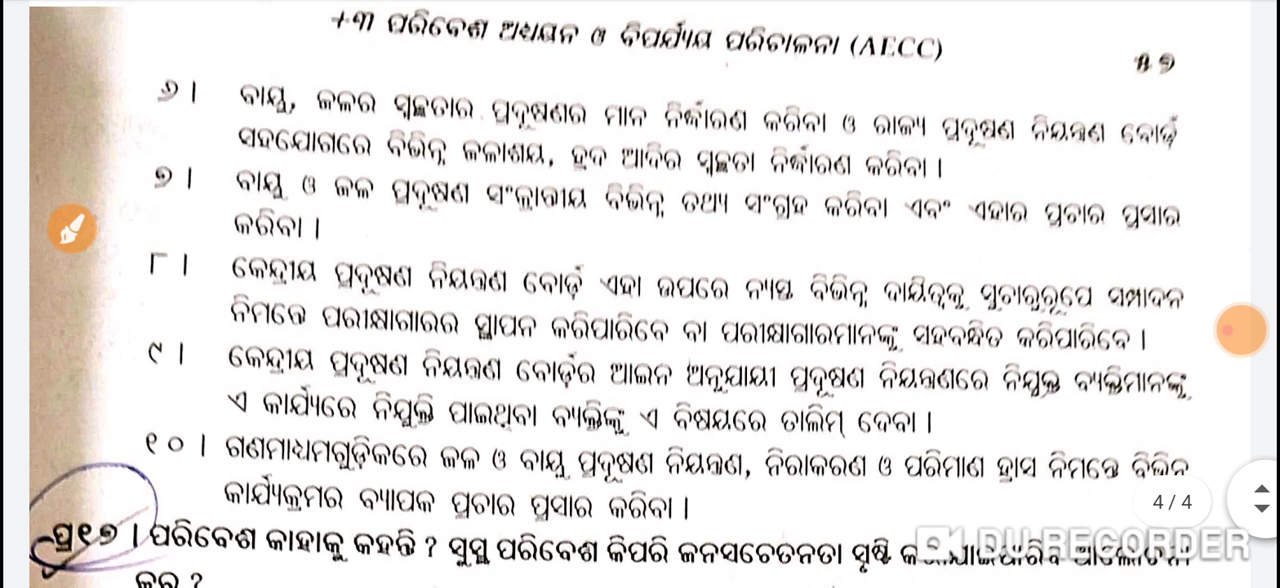 +୩ ପରିବେଶ ଅଧ୍ୟୟନ ଓ ବିପର୍ଯ୍ୟୟ ପରିଚାଳନା (AECC)
୫୭
୬ । ବାୟୁ, ଜଳର ସ୍ୱଚ୍ଛତାର ପ୍ରଦୂଷଣର ମାନ ନିର୍ଦ୍ଧାରଣ କରିବା ଓ ରାଜ୍ୟ ପ୍ରଦୂଷଣ ନିୟନ୍ତ୍ରଣ ବୋର୍ଡ଼
ସହଯୋଗରେ ବିଭିନ୍ନ ଜଳାଶୟ, ହ୍ରଦ ଆଦିର ସ୍ୱଚ୍ଛତା ନିର୍ଦ୍ଧାରଣ କରିବା ।
୭ । ବାୟୁ ଓ ଜଳ ପ୍ରଦୂଷଣ ସଂକ୍ରାନ୍ତୀୟ ବିଭିନ୍ନ ତଥ୍ୟ ସଂଗ୍ରହ କରିବା ଏବଂ ଏହାର ପ୍ରଚାର ପ୍ରସାର
କରିବା ।
୮ । କେନ୍ଦ୍ରୀୟ ପ୍ରଦୂଷଣ ନିୟନ୍ତ୍ରଣ ବୋର୍ଡ଼ ଏହା ଉପରେ ନ୍ୟସ୍ତ ବିଭିନ୍ନ ଦାୟିତ୍ୱକୁ ସୁଚାରୁରୂପେ ସମ୍ପାଦନ
ନିମନ୍ତେ ପରୀକ୍ଷାଗାରର ସ୍ଥାପନ କରିପାରିବେ ବା ପରୀକ୍ଷାଗାରମାନଙ୍କୁ ସହବନ୍ଧିତ କରିପାରିବେ ।
୯ । କେନ୍ଦ୍ରୀୟ ପ୍ରଦୂଷଣ ନିୟନ୍ତ୍ରଣ ବୋର୍ଡ଼ର ଆଇନ ଅନୁଯାୟୀ ପ୍ରଦୂଷଣ ନିୟନ୍ତ୍ରଣରେ ନିଯୁକ୍ତ ବ୍ୟକ୍ତିମାନଙ୍କୁ
ଏ କାର୍ଯ୍ୟରେ ନିଯୁକ୍ତି ପାଇଥିବା ବ୍ୟକ୍ତିଙ୍କୁ ଏ ବିଷୟରେ ତାଲିମ୍ ଦେବା ।
୧୦ । ଗଣମାଧ୍ୟମଗୁଡ଼ିକରେ ଜଳ ଓ ବାୟୁ ପ୍ରଦୂଷଣ ନିୟନ୍ତ୍ରଣ, ନିରାକରଣ ଓ ପରିମାଣ ହ୍ରାସ ନିମନ୍ତେ ବିଭିନ୍ନ
କାର୍ଯ୍ୟକ୍ରମର ବ୍ୟାପକ ପ୍ରଚାର ପ୍ରସାର କରିବା ।
4 / 4
ପ୍ର୧୭ । ପରିବେଶ କାହାକୁ କହନ୍ତି ? ସୁସ୍ଥ ପରିବେଶ କିପରି ଜନସଚେତନତା ସୃଷ୍ଟି
DU RECORDER
କର ?